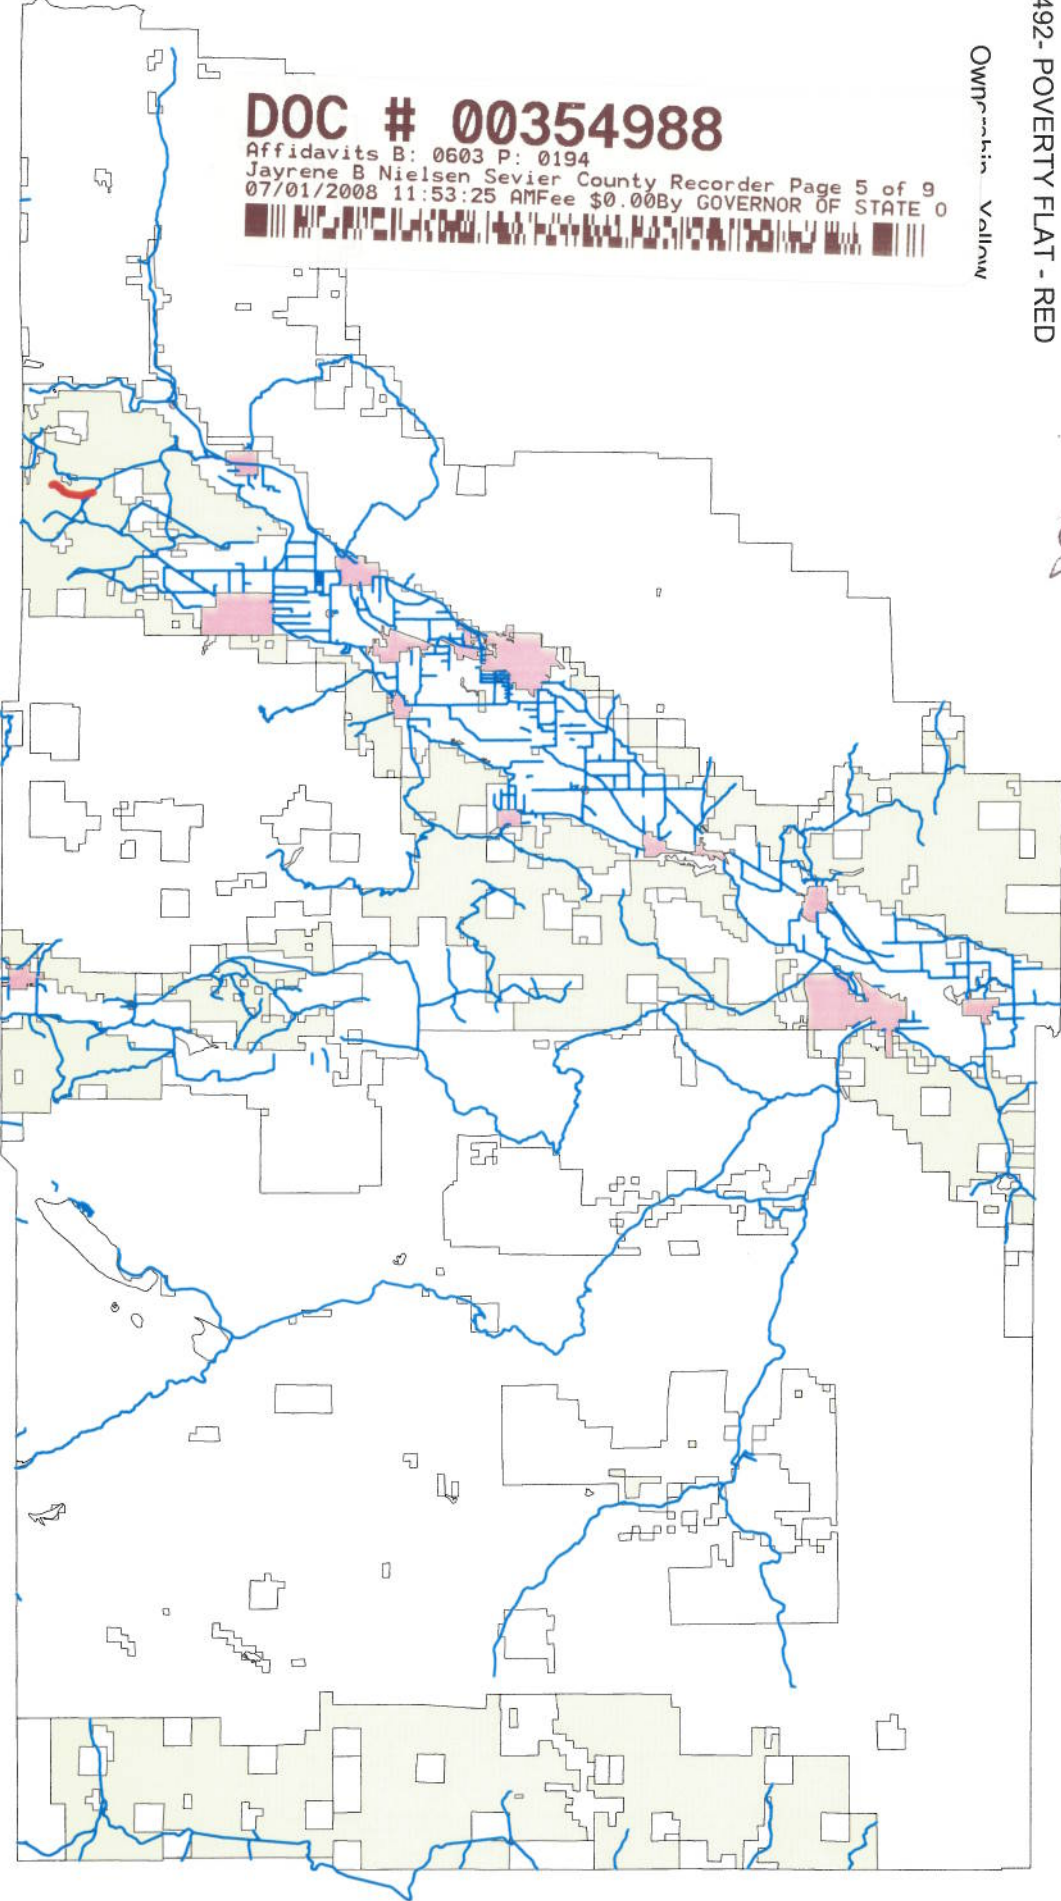 492- POVERTY FLAT - RED
Yellow
DOC # 00354988
Affidavits B: 0603 P: 0194
Jayrene B Nielsen Sevier County Recorder Page 5 of 9
07/01/2008 11:53:25 AMFee $0.00By GOVERNOR OF STATE O